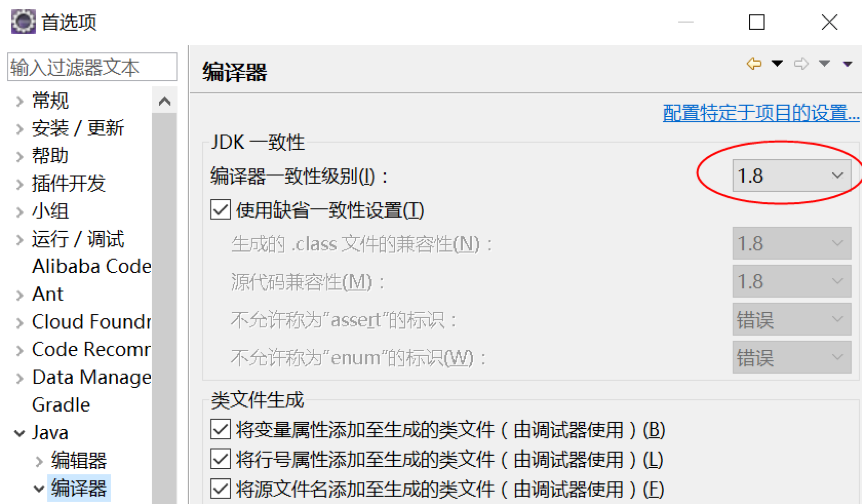 首选项
输入过滤器文本
常规
安装 / 更新
帮助
插件开发
小组
运行 / 调试
Alibaba Code
Ant
Cloud Foundr
Code Recomr
Data Manage
Gradle
Java
编辑器
编译器
编译器
配置特定于项目的设置...
JDK 一致性
编译器一致性级别(I)： 1.8
使用缺省一致性设置(T)
生成的 .class 文件的兼容性(N)： 1.8
源代码兼容性(M)： 1.8
不允许称为"assert"的标识： 错误
不允许称为"enum"的标识(W)： 错误
类文件生成
将变量属性添加至生成的类文件（由调试器使用）(B)
将行号属性添加至生成的类文件（由调试器使用）(L)
将源文件名添加至生成的类文件（由调试器使用）(F)